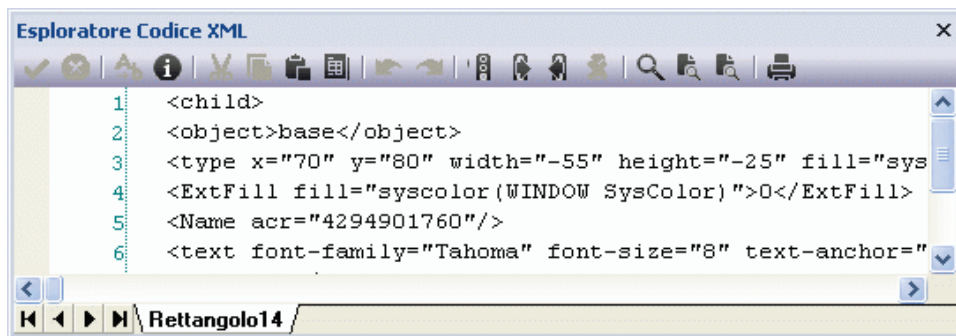 Esploratore Codice XML
1 <child>
2 <object>base</object>
3 <type x="70" y="80" width="-55" height="-25" fill="sys
4 <ExtFill fill="syscolor(WINDOW SysColor)">0</ExtFill>
5 <Name acr="4294901760"/>
6 <text font-family="Tahoma" font-size="8" text-anchor="
Rettangolo14